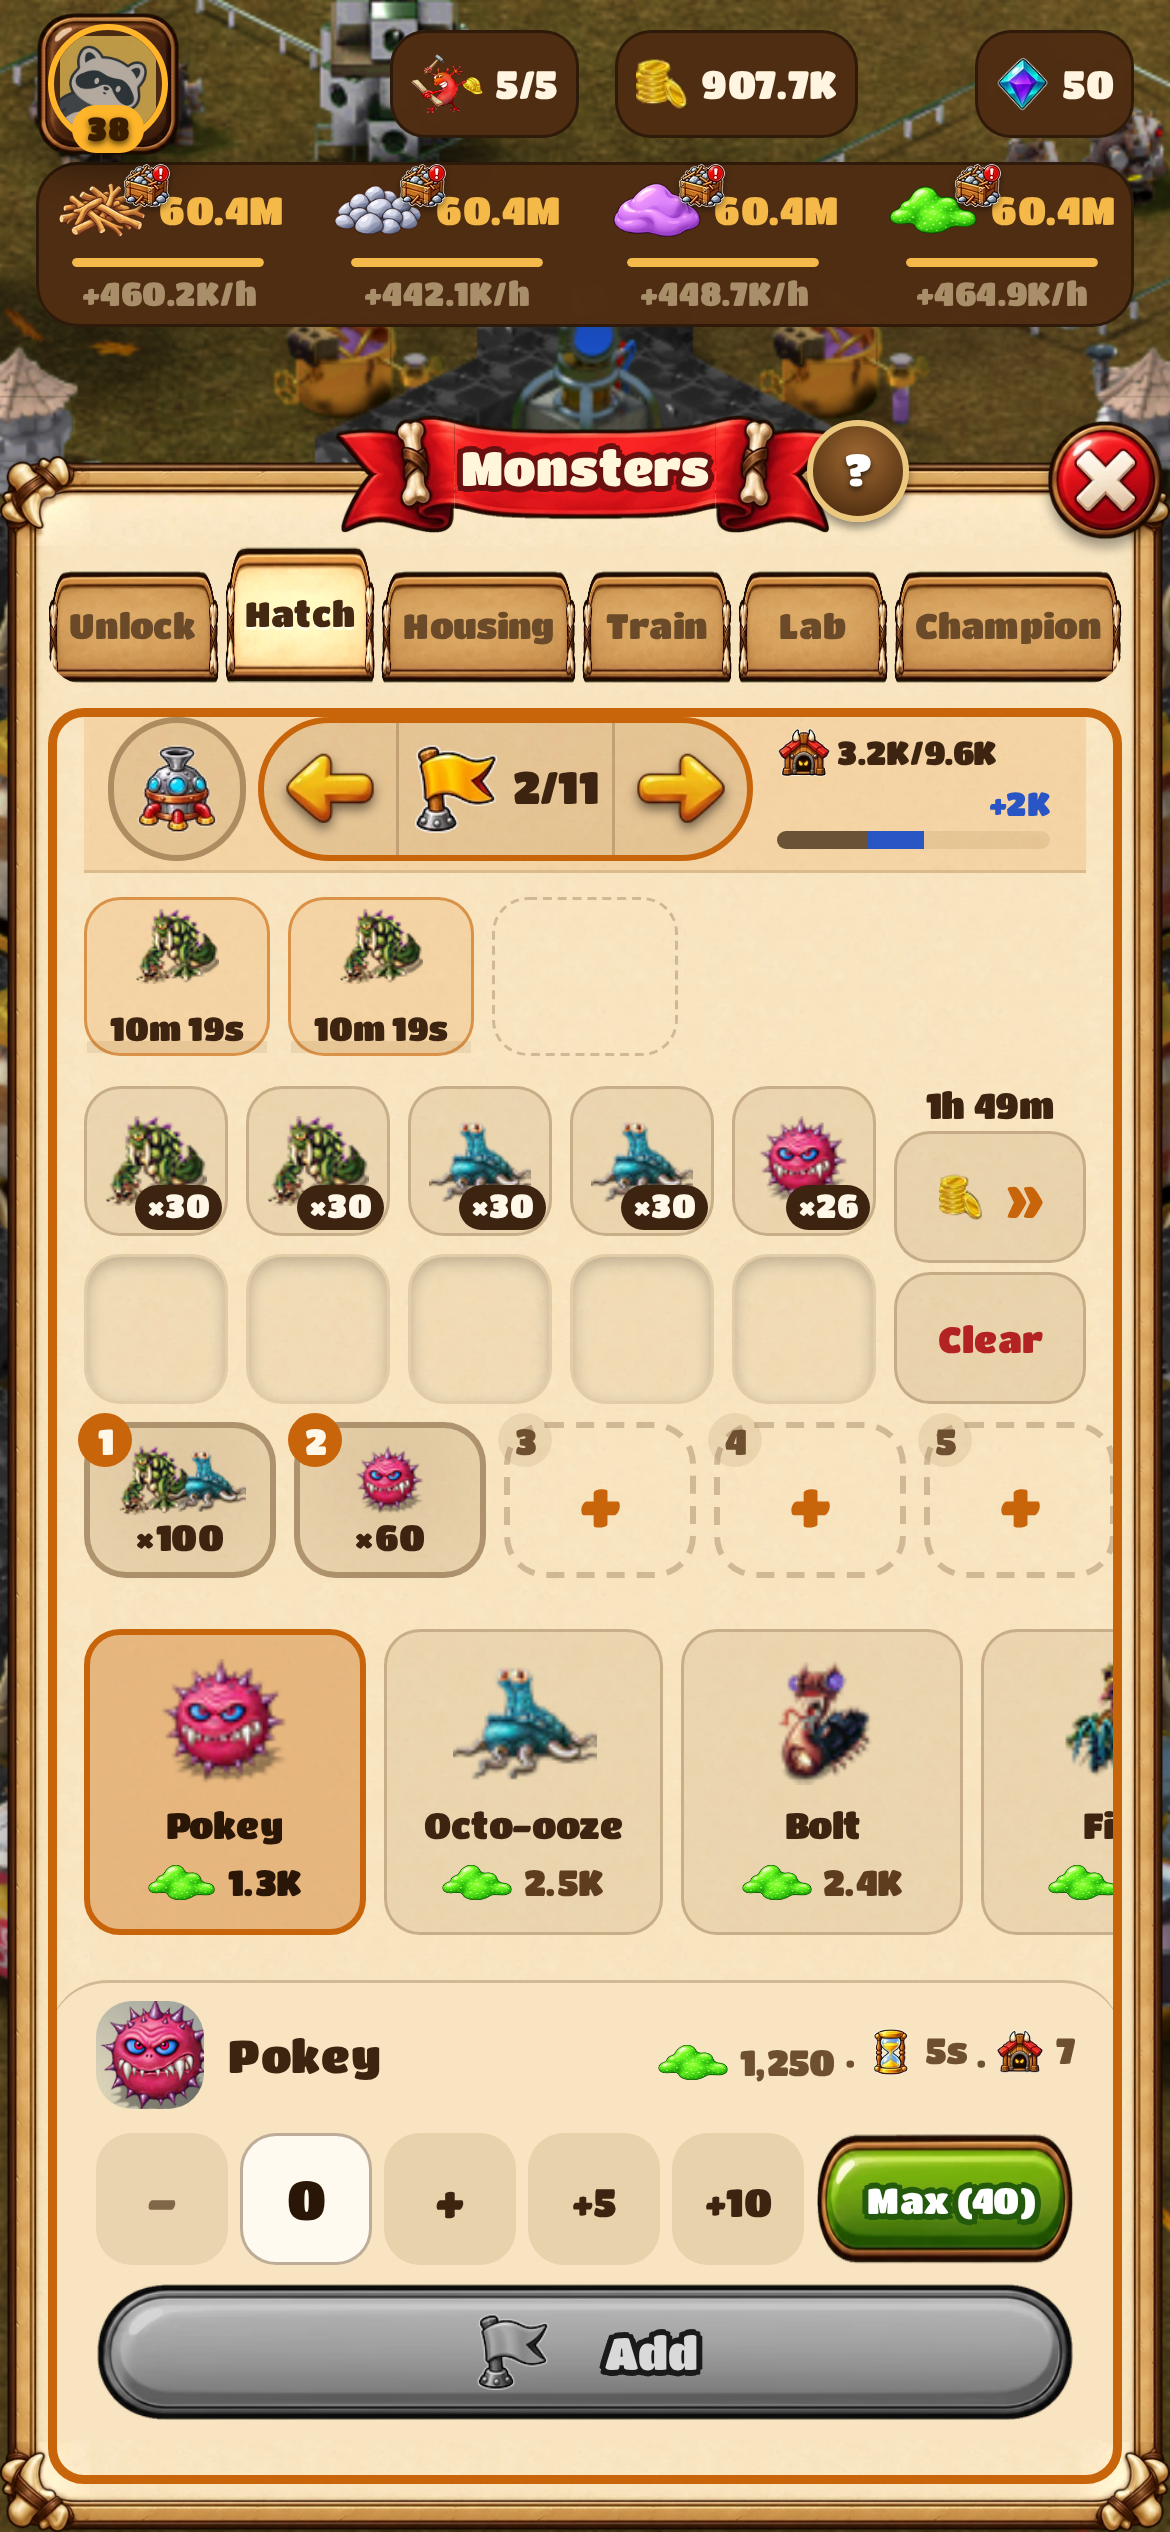 38
5/5
907.7K
50
60.4M 60.4M 60.4M 60.4M
+460.2K/h +442.1K/h +448.7K/h +464.9K/h
Monsters
?
Unlock Hatch Housing Train Lab Champion
2/11
3.2K/9.6K
+2K
10m 19s 10m 19s
1h 49m
×30 ×30 ×30 ×30 ×26
»
Clear
1 2 3 4 5
×100 ×60 + + +
Pokey Octo-ooze Bolt Fi
1.3K 2.5K 2.4K
Pokey 1,250 · 5s · 7
- 0 + +5 +10 Max (40)
Add